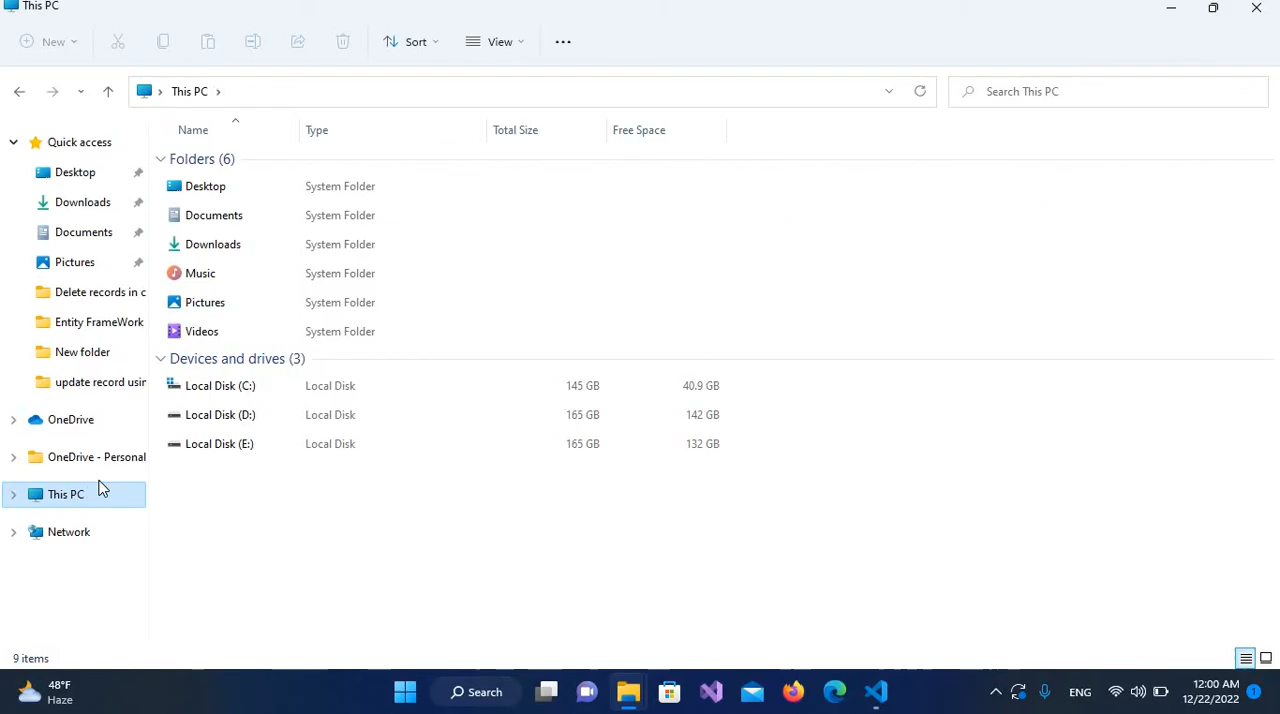 This PC
New
Sort
View
This PC
Search This PC
Name Type Total Size Free Space
Quick access
Desktop
Downloads
Documents
Pictures
Delete records in c
Entity FrameWork
New folder
update record usin
OneDrive
OneDrive - Personal
This PC
Network
Folders (6)
Desktop System Folder
Documents System Folder
Downloads System Folder
Music System Folder
Pictures System Folder
Videos System Folder
Devices and drives (3)
Local Disk (C:) Local Disk 145 GB 40.9 GB
Local Disk (D:) Local Disk 165 GB 142 GB
Local Disk (E:) Local Disk 165 GB 132 GB
9 items
48°F
Haze
Search
ENG
12:00 AM
12/22/2022
1